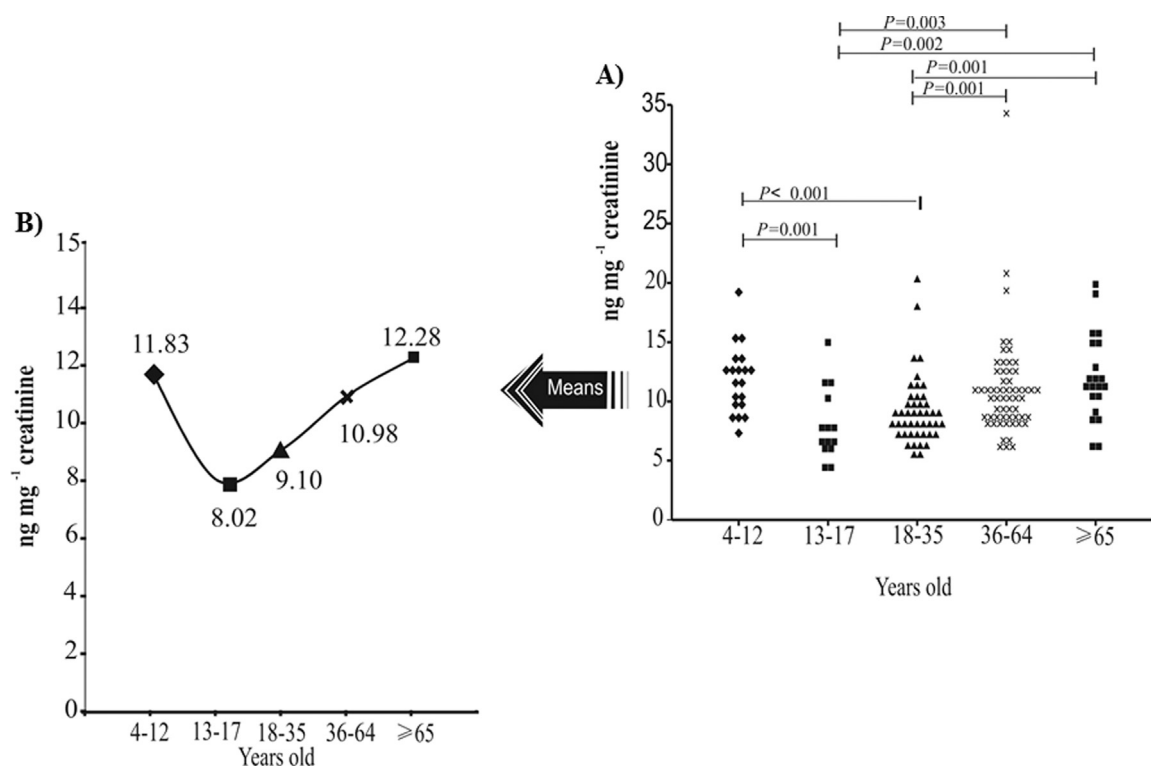 B)
ng mg ⁻¹ creatinine
15
14
12
10
8
6
4
2
0
11.83
8.02
9.10
10.98
12.28
4-12
13-17
18-35
36-64
⩾65
Years old
Means
A)
ng mg ⁻¹ creatinine
P=0.003
P=0.002
P=0.001
P=0.001
P< 0.001
P=0.001
35
30
25
20
15
10
5
0
4-12
13-17
18-35
36-64
⩾65
Years old